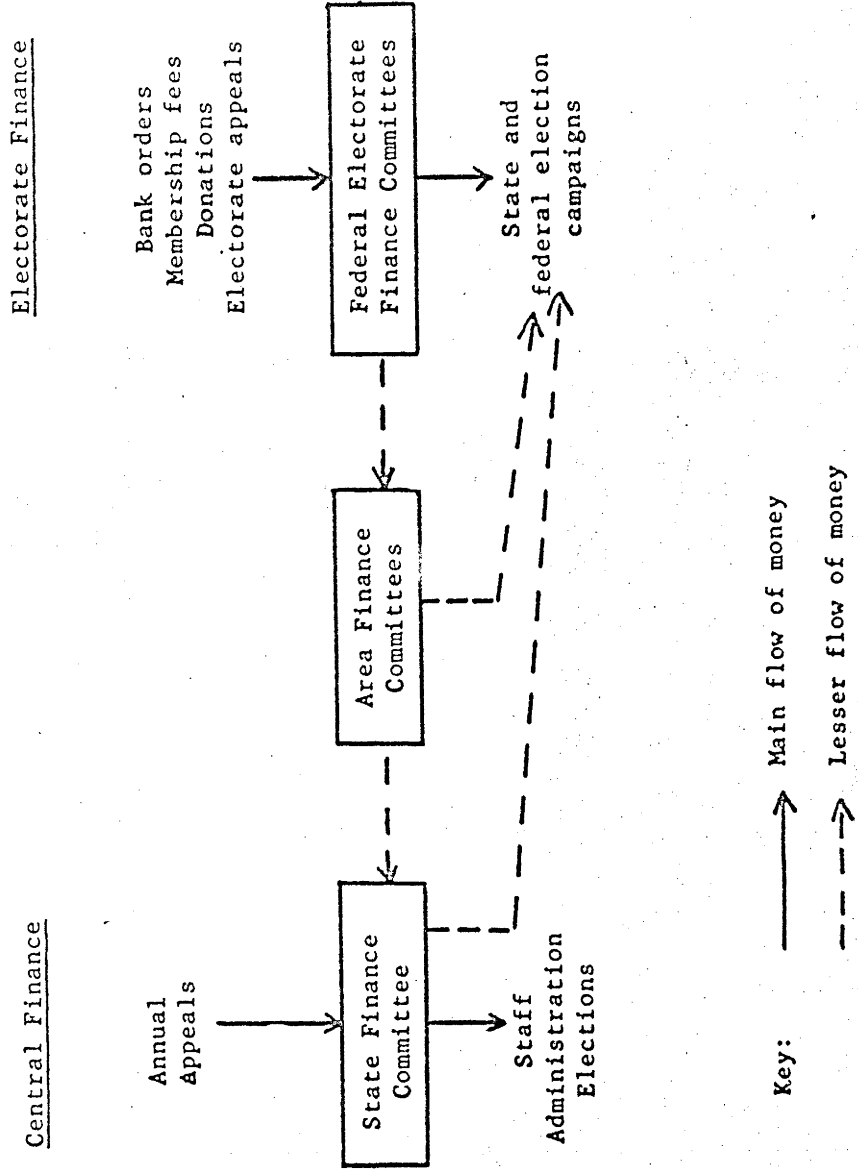 Central Finance
Electorate Finance
Annual
Appeals
Bank orders
Membership fees
Donations
Electorate appeals
State Finance
Committee
Area Finance
Committees
Federal Electorate
Finance Committees
Staff
Administration
Elections
State and
federal election
campaigns
Key:
Main flow of money
Lesser flow of money